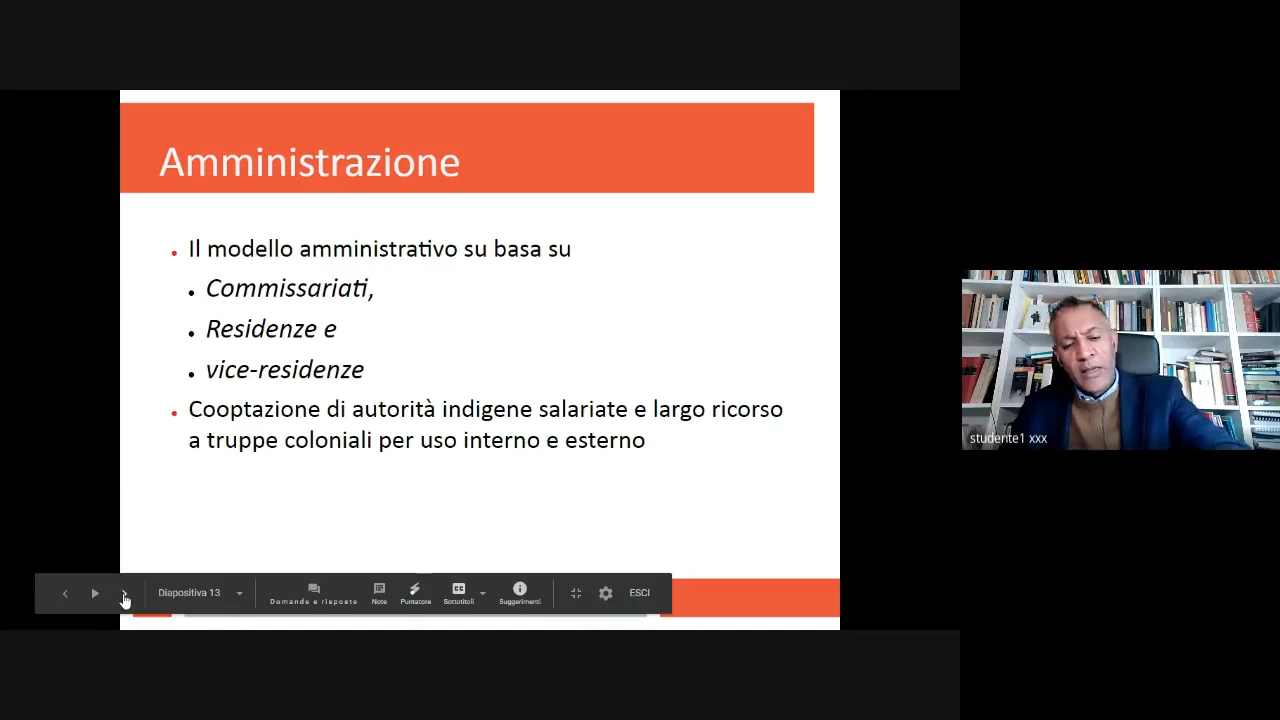 Amministrazione
Il modello amministrativo su basa su
Commissariati,
Residenze e
vice-residenze
Cooptazione di autorità indigene salariate e largo ricorso
a truppe coloniali per uso interno e esterno
studente1 xxx
Diapositiva 13
Domande e risposte
Note
Puntatore
Sottotitoli
Suggerimenti
ESCI